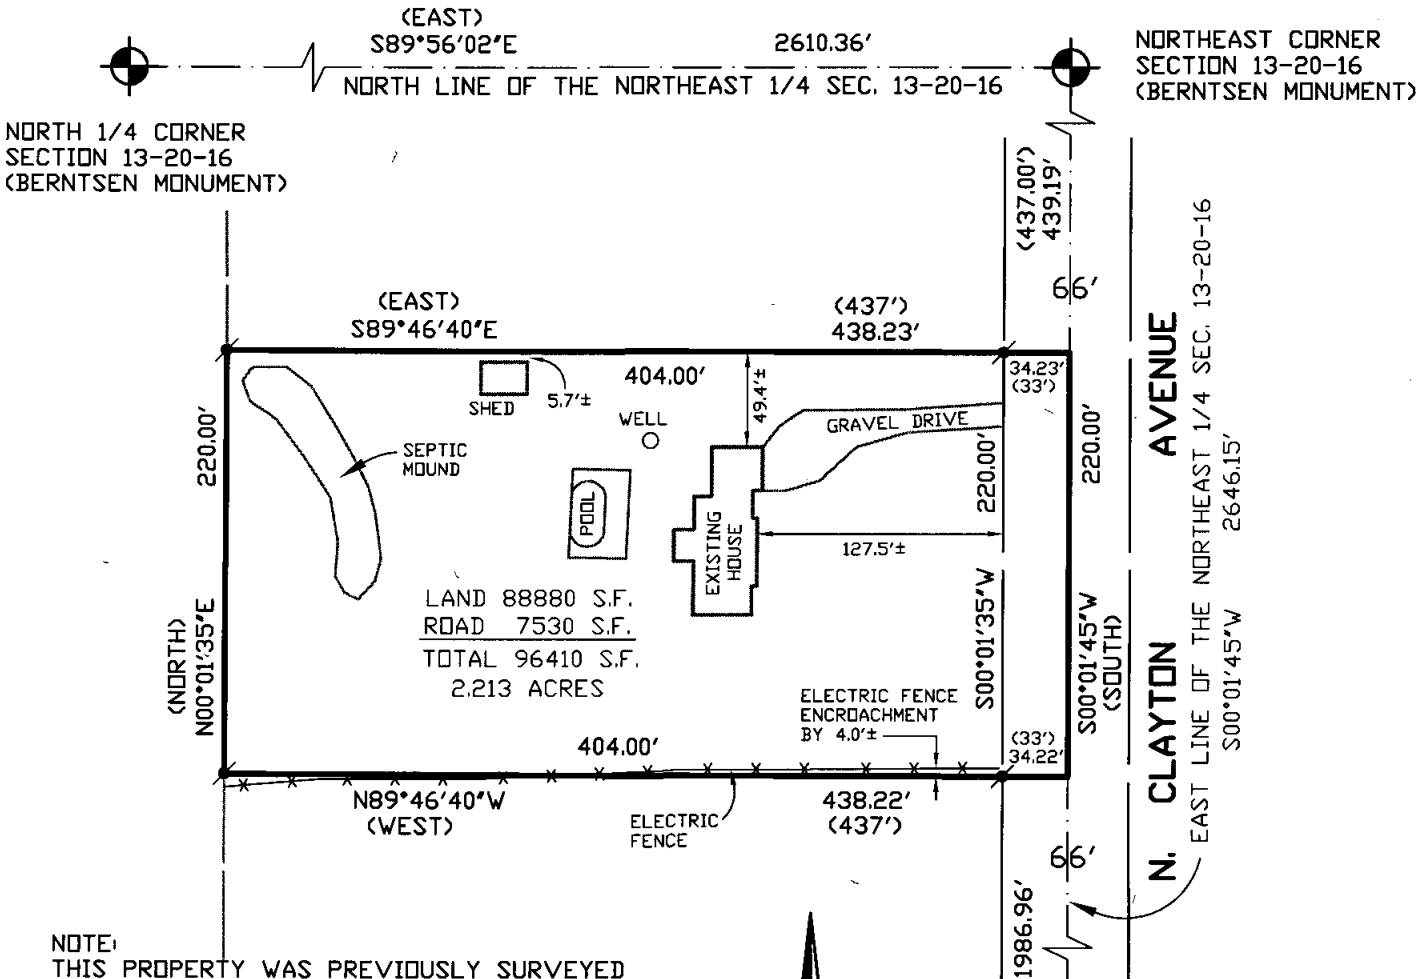 (EAST)
S89°56'02"E
2610.36'
NORTH LINE OF THE NORTHEAST 1/4 SEC. 13-20-16
NORTHEAST CORNER
SECTION 13-20-16
(BERNTSEN MONUMENT)
NORTH 1/4 CORNER
SECTION 13-20-16
(BERNTSEN MONUMENT)
(437.00')
439.19'
66'
(EAST)
S89°46'40"E
(437')
438.23'
404.00'
34.23'
(33')
SHED
5.7'±
49.4'±
WELL
GRAVEL DRIVE
220.00'
SEPTIC
MOUND
POOL
EXISTING
HOUSE
220.00'
220.00'
127.5'±
LAND 88880 S.F.
ROAD 7530 S.F.
TOTAL 96410 S.F.
2.213 ACRES
(NORTH)
N00°01'35"E
S00°01'35"W
S00°01'45"W
(SOUTH)
ELECTRIC FENCE
ENCROACHMENT
BY 4.0'±
(33')
34.22'
404.00'
N89°46'40"W
(WEST)
438.22'
(437')
ELECTRIC
FENCE
66'
1986.96'
N. CLAYTON AVENUE
EAST LINE OF THE NORTHEAST 1/4 SEC. 13-20-16
S00°01'45"W 2646.15'
NOTE:
THIS PROPERTY WAS PREVIOUSLY SURVEYED